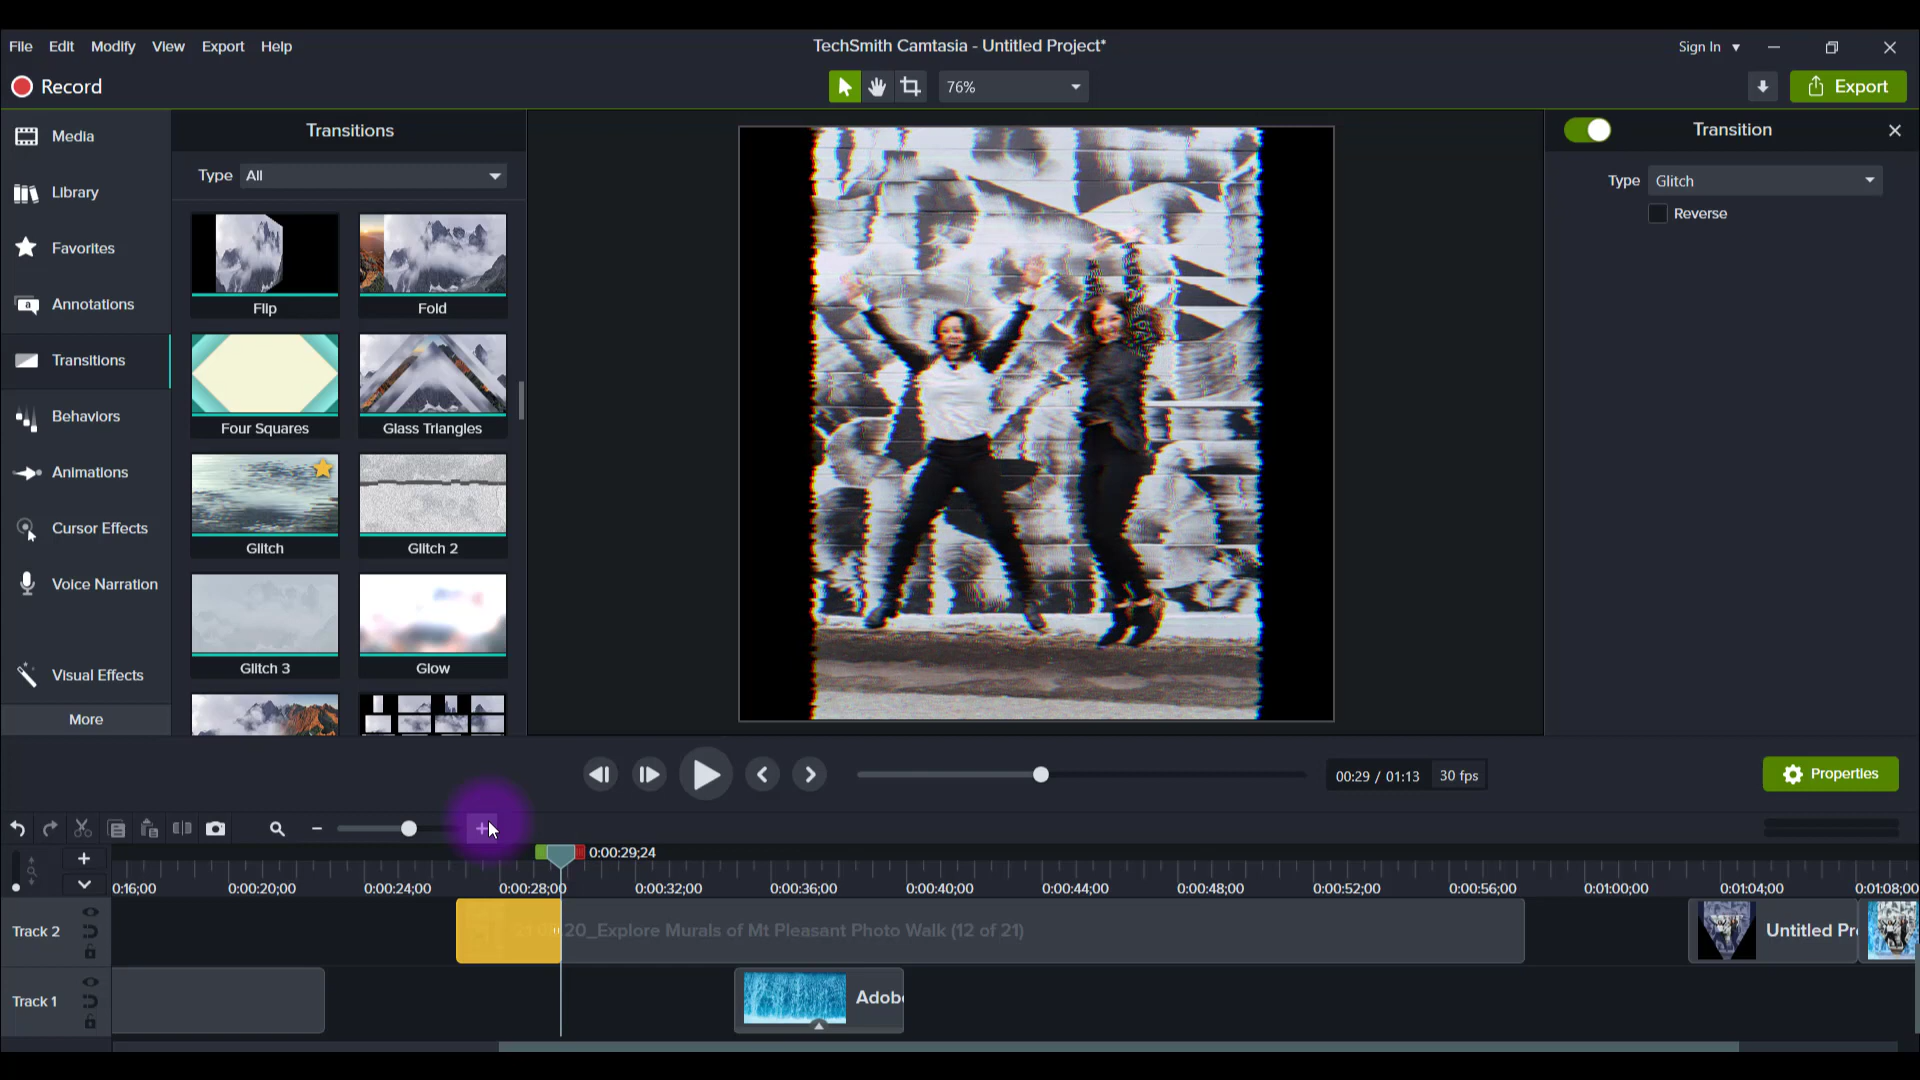 File Edit Modify View Export Help
TechSmith Camtasia - Untitled Project*
Sign In
Record
76%
Export
Media
Library
Favorites
Annotations
Transitions
Behaviors
Animations
Cursor Effects
Voice Narration
Visual Effects
More
Transitions
Type All
Flip Fold
Four Squares Glass Triangles
Glitch Glitch 2
Glitch 3 Glow
Transition
Type Glitch
Reverse
00:29 / 01:13 30 fps
Properties
0:00:29;24
0:16;00 0:00:20;00 0:00:24;00 0:00:28;00 0:00:32;00 0:00:36;00 0:00:40;00 0:00:44;00 0:00:48;00 0:00:52;00 0:00:56;00 0:01:00;00 0:01:04;00 0:01:08;00
Track 2
20_Explore Murals of Mt Pleasant Photo Walk (12 of 21)
Untitled Pr
Track 1
Adob